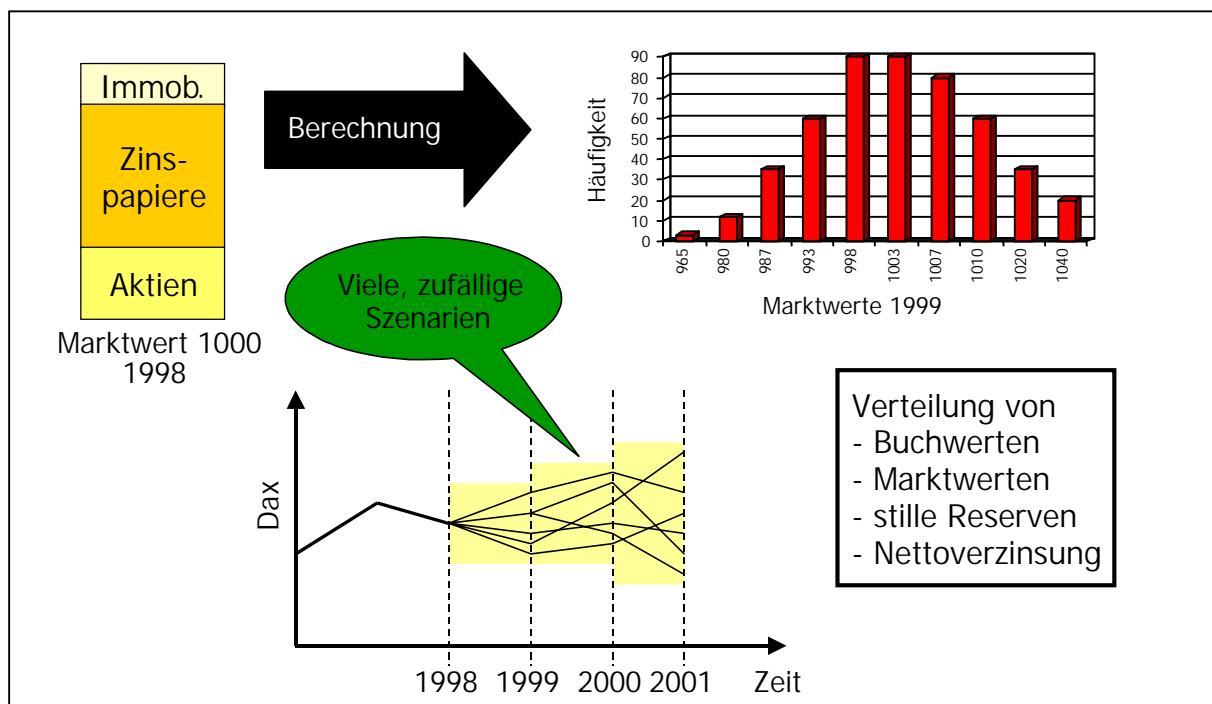 Immob.
Zins-
papiere
Aktien
Marktwert 1000
1998
Berechnung
Häufigkeit
90
80
70
60
50
40
30
20
10
0
965
980
987
993
998
1003
1007
1010
1020
1040
Marktwerte 1999
Viele, zufällige
Szenarien
Dax
1998
1999
2000
2001
Zeit
Verteilung von
- Buchwerten
- Marktwerten
- stille Reserven
- Nettoverzinsung